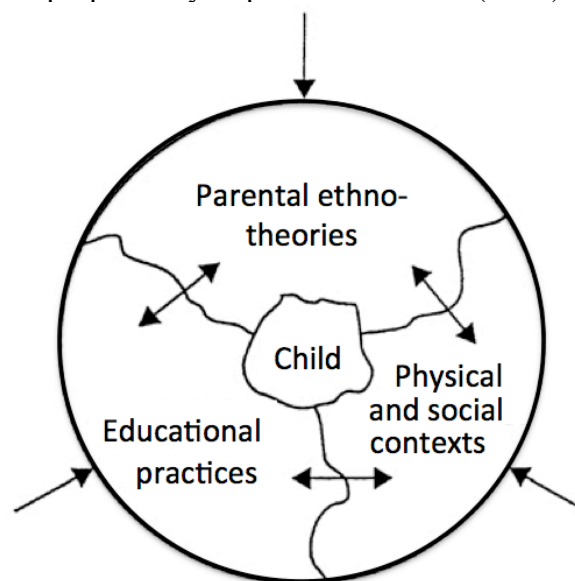 Parental ethno-
theories
Child
Physical
and social
contexts
Educational
practices